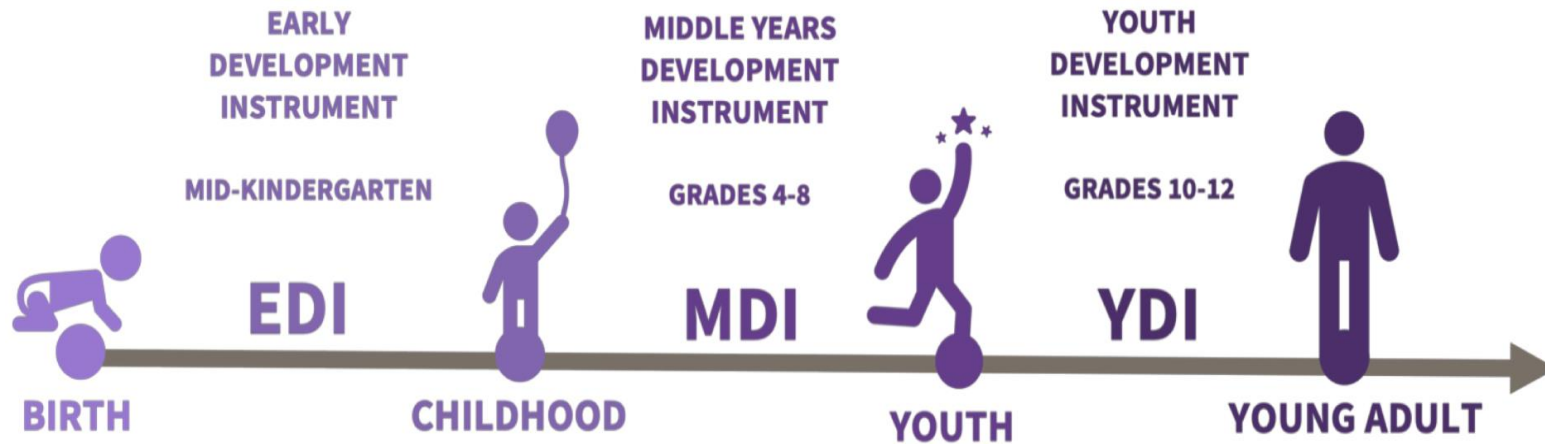 EARLY
DEVELOPMENT
INSTRUMENT
MID-KINDERGARTEN
EDI
MIDDLE YEARS
DEVELOPMENT
INSTRUMENT
GRADES 4-8
MDI
YOUTH
DEVELOPMENT
INSTRUMENT
GRADES 10-12
YDI
BIRTH
CHILDHOOD
YOUTH
YOUNG ADULT